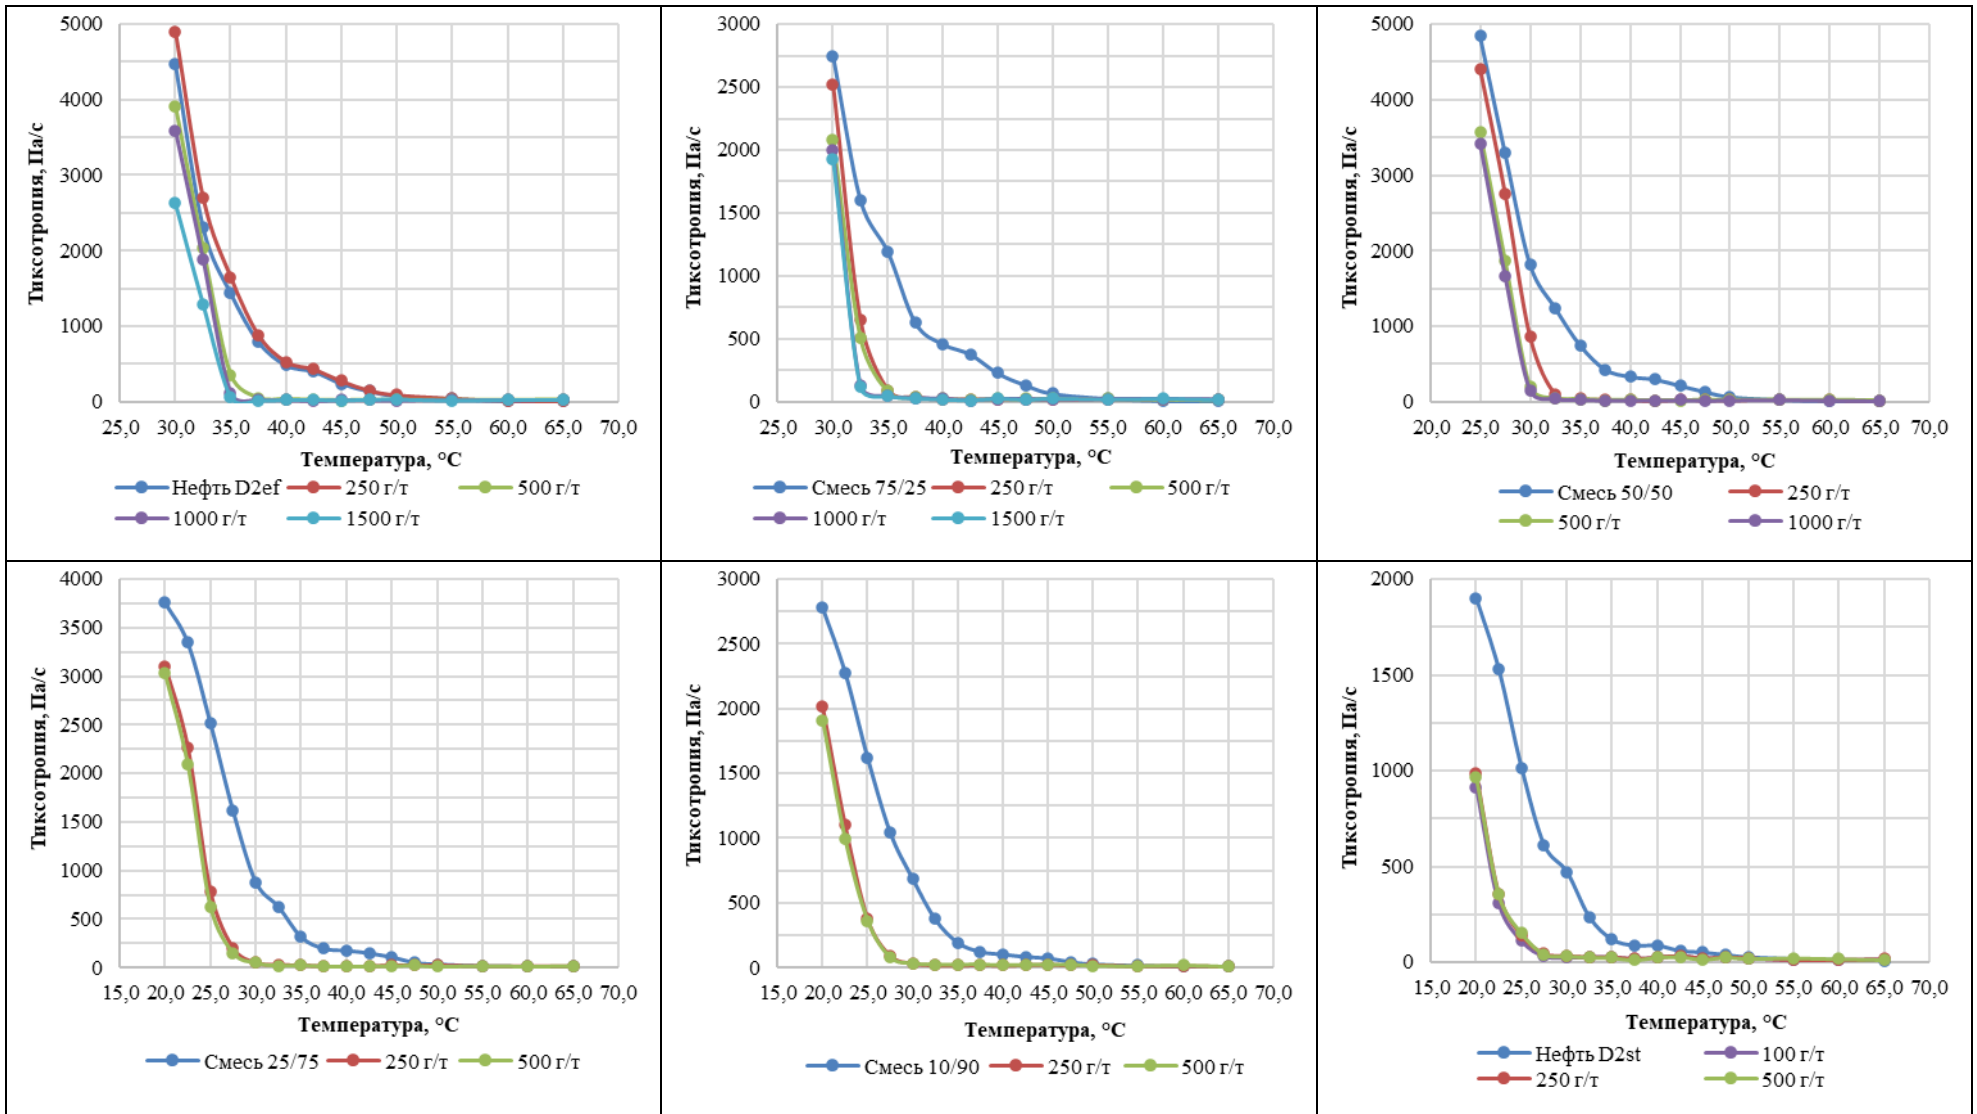 5000
4000
3000
2000
1000
0
Тиксотропия, Па/с
25,0 30,0 35,0 40,0 45,0 50,0 55,0 60,0 65,0 70,0
Температура, °С
Нефть D2ef 250 г/т 500 г/т
1000 г/т 1500 г/т
3000
2500
2000
1500
1000
500
0
Тиксотропия, Па/с
25,0 30,0 35,0 40,0 45,0 50,0 55,0 60,0 65,0 70,0
Температура, °С
Смесь 75/25 250 г/т 500 г/т
1000 г/т 1500 г/т
5000
4000
3000
2000
1000
0
Тиксотропия, Па/с
20,0 25,0 30,0 35,0 40,0 45,0 50,0 55,0 60,0 65,0 70,0
Температура, °С
Смесь 50/50 250 г/т
500 г/т 1000 г/т
4000
3500
3000
2500
2000
1500
1000
500
0
Тиксотропия, Па/с
15,0 20,0 25,0 30,0 35,0 40,0 45,0 50,0 55,0 60,0 65,0 70,0
Температура, °С
Смесь 25/75 250 г/т 500 г/т
3000
2500
2000
1500
1000
500
0
Тиксотропия, Па/с
15,0 20,0 25,0 30,0 35,0 40,0 45,0 50,0 55,0 60,0 65,0 70,0
Температура, °С
Смесь 10/90 250 г/т 500 г/т
2000
1500
1000
500
0
Тиксотропия, Па/с
15,0 20,0 25,0 30,0 35,0 40,0 45,0 50,0 55,0 60,0 65,0 70,0
Температура, °С
Нефть D2st 100 г/т
250 г/т 500 г/т